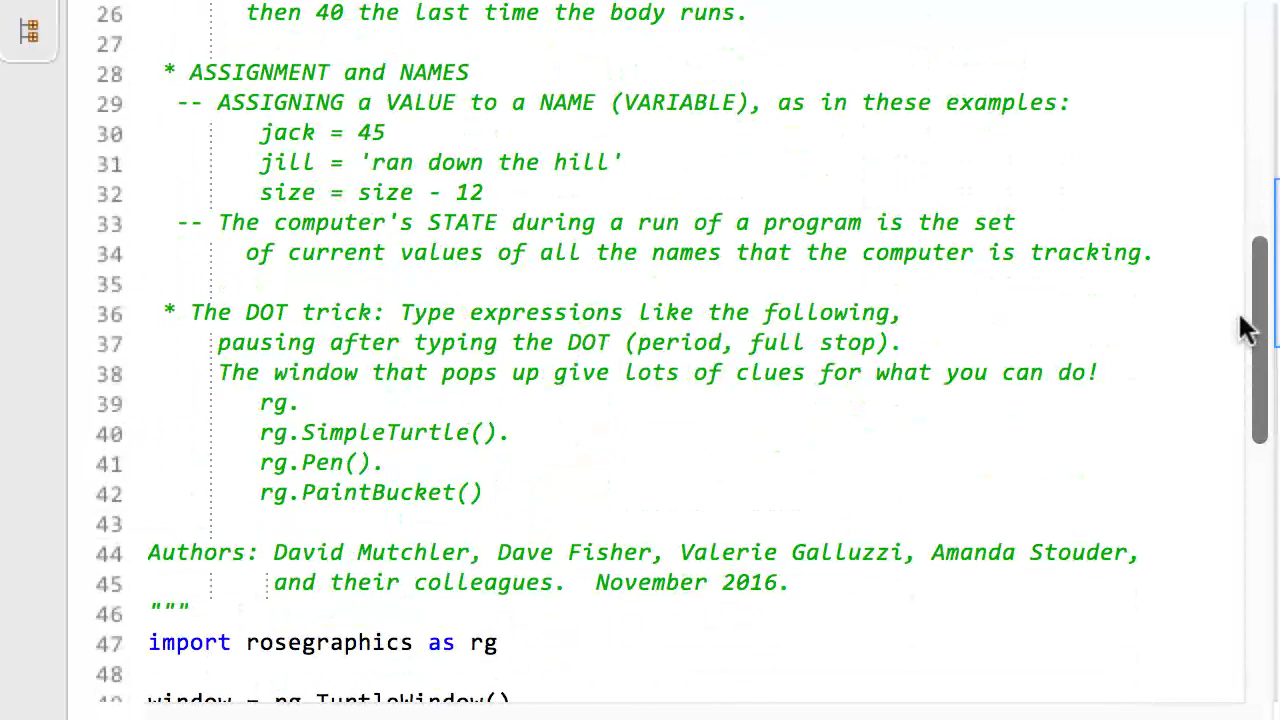 26 then 40 the last time the body runs.
27
28 * ASSIGNMENT and NAMES
29 -- ASSIGNING a VALUE to a NAME (VARIABLE), as in these examples:
30 jack = 45
31 jill = 'ran down the hill'
32 size = size - 12
33 -- The computer's STATE during a run of a program is the set
34 of current values of all the names that the computer is tracking.
35
36 * The DOT trick: Type expressions like the following,
37 pausing after typing the DOT (period, full stop).
38 The window that pops up give lots of clues for what you can do!
39 rg.
40 rg.SimpleTurtle().
41 rg.Pen().
42 rg.PaintBucket()
43
44 Authors: David Mutchler, Dave Fisher, Valerie Galluzzi, Amanda Stouder,
45 and their colleagues.  November 2016.
46 """
47 import rosegraphics as rg
48
49 window = rg.TurtleWindow()